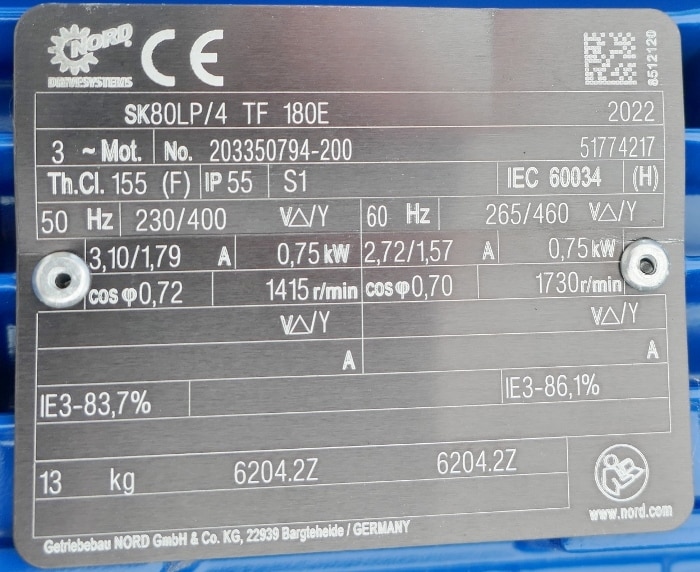 NORD
DRIVESYSTEMS
CE
8512120
SK80LP/4 TF 180E 2022
3 ~ Mot. No. 203350794-200 51774217
Th.Cl. 155 (F) IP 55 S1 IEC 60034 (H)
50 Hz 230/400 V△/Y 60 Hz 265/460 V△/Y
3,10/1,79 A 0,75 kW 2,72/1,57 A 0,75 kW
cos φ 0,72 1415 r/min cos φ 0,70 1730 r/min
V△/Y V△/Y
A A
IE3-83,7% IE3-86,1%
13 kg 6204.2Z 6204.2Z
www.nord.com
Getriebebau NORD GmbH & Co. KG, 22939 Bargteheide / GERMANY